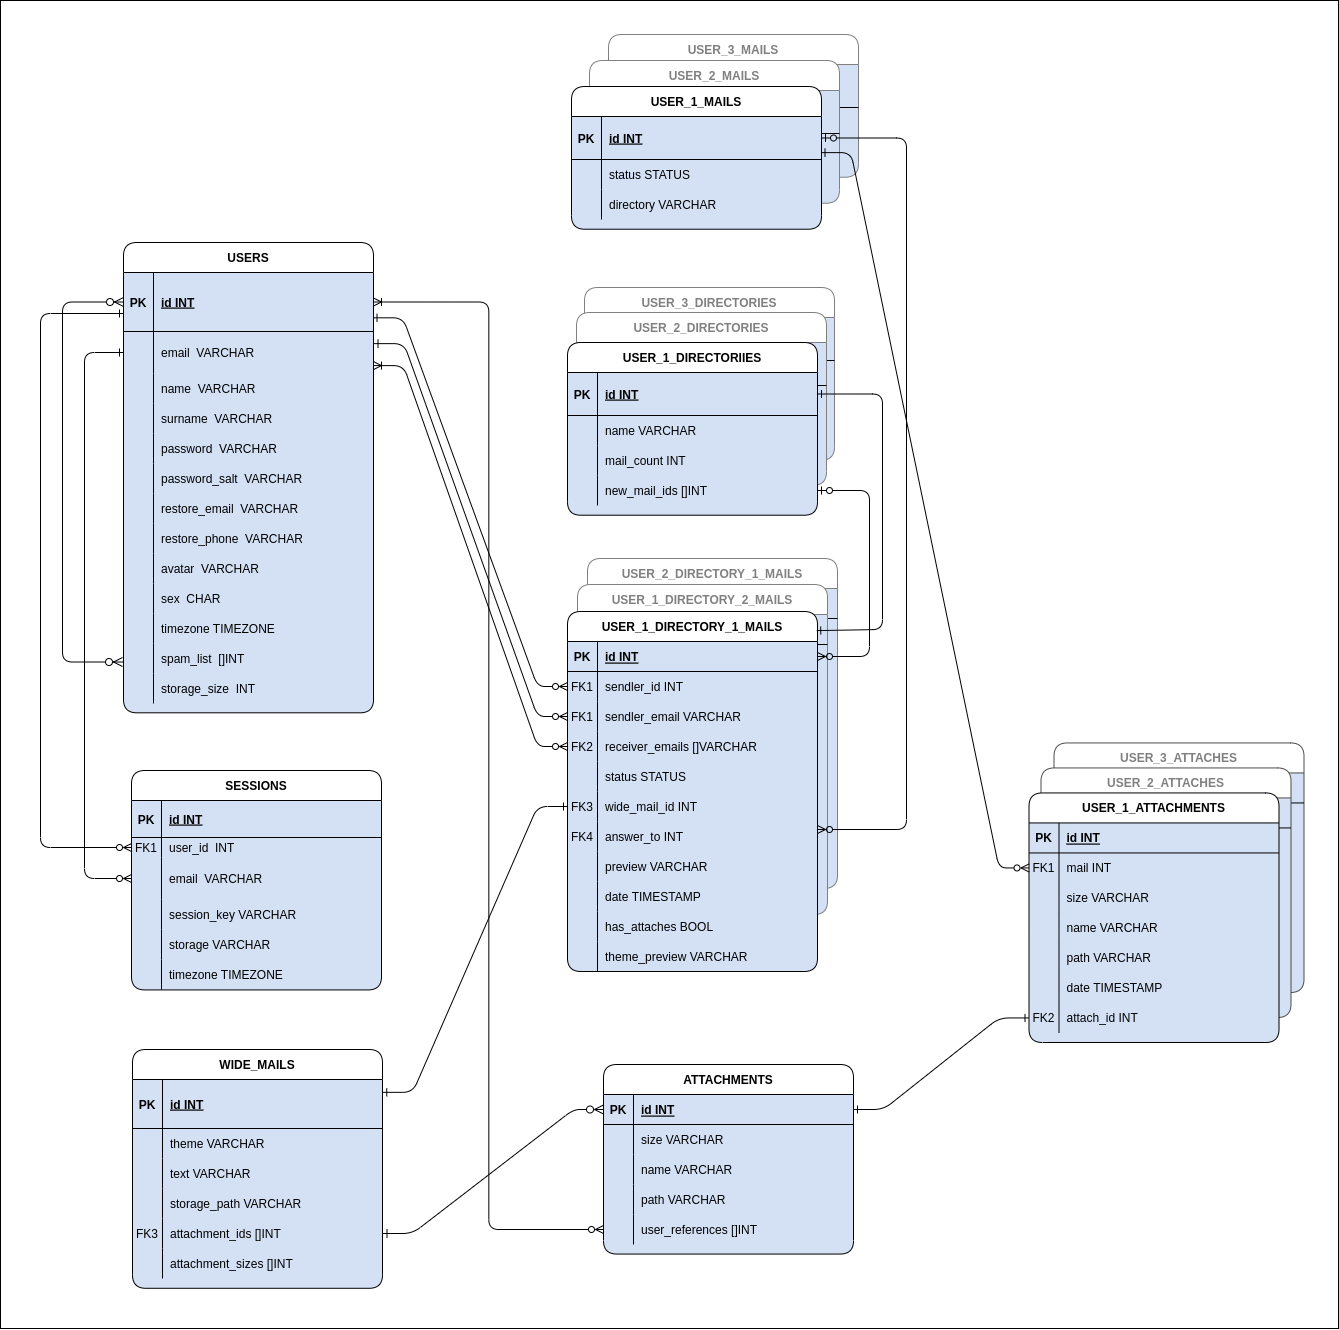 USER_3_MAILS
USER_2_MAILS
USER_1_MAILS
PK id INT
status STATUS
directory VARCHAR
USERS
PK id INT
email VARCHAR
name VARCHAR
surname VARCHAR
password VARCHAR
password_salt VARCHAR
restore_email VARCHAR
restore_phone VARCHAR
avatar VARCHAR
sex CHAR
timezone TIMEZONE
spam_list []INT
storage_size INT
USER_3_DIRECTORIES
USER_2_DIRECTORIES
USER_1_DIRECTORIIES
PK id INT
name VARCHAR
mail_count INT
new_mail_ids []INT
USER_2_DIRECTORY_1_MAILS
USER_1_DIRECTORY_2_MAILS
USER_1_DIRECTORY_1_MAILS
PK id INT
FK1 sendler_id INT
FK1 sendler_email VARCHAR
FK2 receiver_emails []VARCHAR
status STATUS
FK3 wide_mail_id INT
FK4 answer_to INT
preview VARCHAR
date TIMESTAMP
has_attaches BOOL
theme_preview VARCHAR
SESSIONS
PK id INT
FK1 user_id INT
email VARCHAR
session_key VARCHAR
storage VARCHAR
timezone TIMEZONE
USER_3_ATTACHES
USER_2_ATTACHES
USER_1_ATTACHMENTS
PK id INT
FK1 mail INT
size VARCHAR
name VARCHAR
path VARCHAR
date TIMESTAMP
FK2 attach_id INT
WIDE_MAILS
PK id INT
theme VARCHAR
text VARCHAR
storage_path VARCHAR
FK3 attachment_ids []INT
attachment_sizes []INT
ATTACHMENTS
PK id INT
size VARCHAR
name VARCHAR
path VARCHAR
user_references []INT